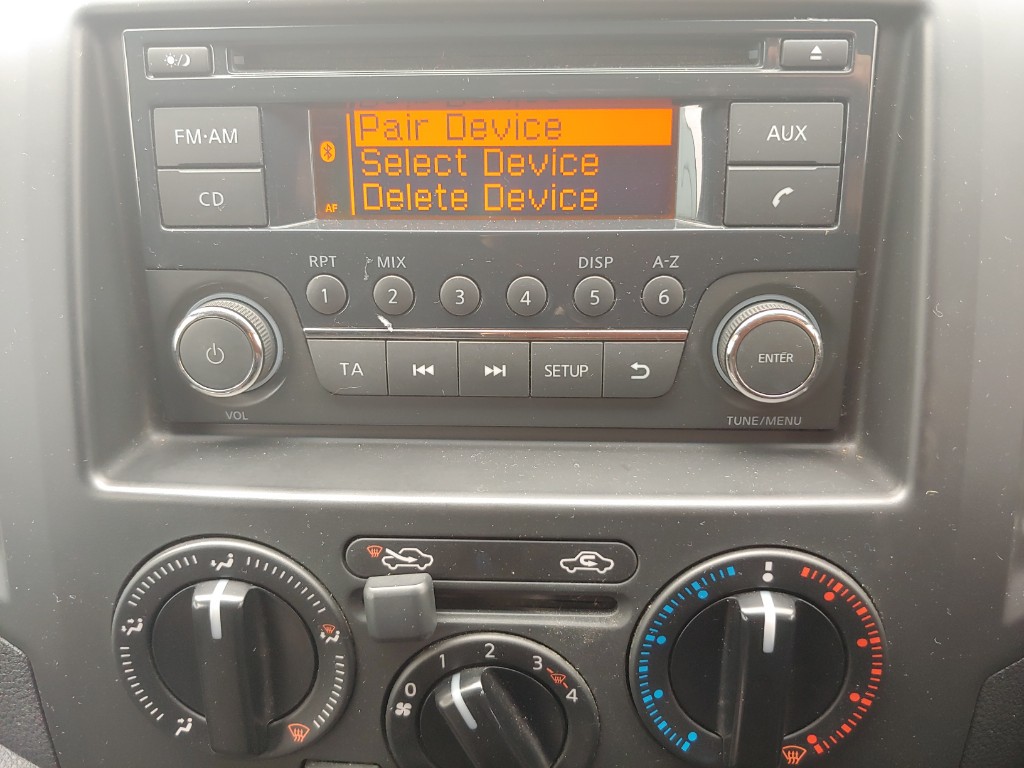 FM·AM
CD
Pair Device
Select Device
Delete Device
AF
AUX
RPT
MIX
DISP
A-Z
1
2
3
4
5
6
TA
SETUP
ENTER
VOL
TUNE/MENU
0
1
2
3
4